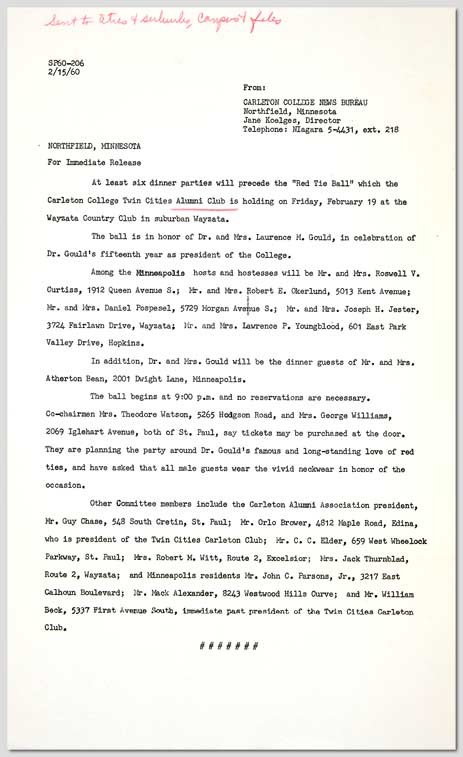 Sent to Atres & suburbs, Campus & files
SP60-206
2/15/60
From:
CARLETON COLLEGE NEWS BUREAU
Northfield, Minnesota
Jane Koelges, Director
Telephone: NIagara 5-4431, ext. 218
NORTHFIELD, MINNESOTA
For Immediate Release
At least six dinner parties will precede the "Red Tie Ball" which the
Carleton College Twin Cities Alumni Club is holding on Friday, February 19 at the
Wayzata Country Club in suburban Wayzata.
The ball is in honor of Dr. and Mrs. Laurence M. Gould, in celebration of
Dr. Gould's fifteenth year as president of the College.
Among the Minneapolis hosts and hostesses will be Mr. and Mrs. Roswell V.
Curtiss, 1912 Queen Avenue S.; Mr. and Mrs. Robert E. Okerlund, 5013 Kent Avenue;
Mr. and Mrs. Daniel Pospesel, 5729 Morgan Avenue S.; Mr. and Mrs. Joseph H. Jester,
3724 Fairlawn Drive, Wayzata; Mr. and Mrs. Lawrence P. Youngblood, 601 East Park
Valley Drive, Hopkins.
In addition, Dr. and Mrs. Gould will be the dinner guests of Mr. and Mrs.
Atherton Bean, 2001 Dwight Lane, Minneapolis.
The ball begins at 9:00 p.m. and no reservations are necessary.
Co-chairmen Mrs. Theodore Watson, 5265 Hodgson Road, and Mrs. George Williams,
2069 Iglehart Avenue, both of St. Paul, say tickets may be purchased at the door.
They are planning the party around Dr. Gould's famous and long-standing love of red
ties, and have asked that all male guests wear the vivid neckwear in honor of the
occasion.
Other Committee members include the Carleton Alumni Association president,
Mr. Guy Chase, 548 South Cretin, St. Paul; Mr. Orlo Brower, 4812 Maple Road, Edina,
who is president of the Twin Cities Carleton Club; Mr. C. C. Elder, 659 West Wheelock
Parkway, St. Paul; Mrs. Robert M. Witt, Route 2, Excelsior; Mrs. Jack Thurnblad,
Route 2, Wayzata; and Minneapolis residents Mr. John C. Parsons, Jr., 3217 East
Calhoun Boulevard; Mr. Mack Alexander, 8243 Westwood Hills Curve; and Mr. William
Beck, 5337 First Avenue South, immediate past president of the Twin Cities Carleton
Club.
# # # # # # #